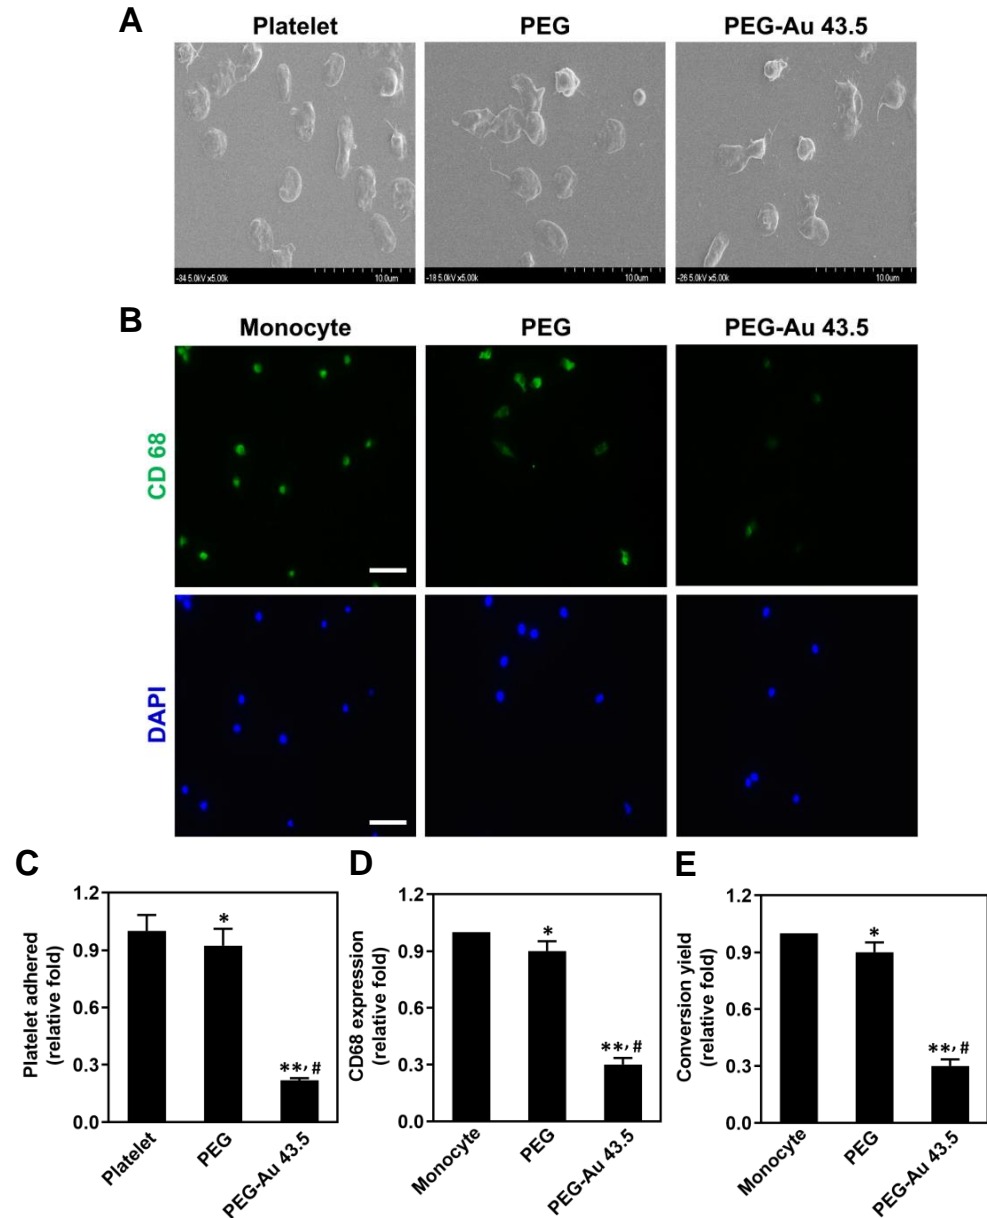 A
Platelet
PEG
PEG-Au 43.5
-34 5.0kV x5.00k
10.0um
-18 5.0kV x5.00k
10.0um
-26 5.0kV x5.00k
10.0um
B
Monocyte
PEG
PEG-Au 43.5
CD 68
DAPI
C
Platelet adhered
(relative fold)
1.2
0.9
0.6
0.3
0.0
*
**, #
Platelet
PEG
PEG-Au 43.5
D
CD68 expression
(relative fold)
1.2
0.9
0.6
0.3
0.0
*
**, #
Monocyte
PEG
PEG-Au 43.5
E
Conversion yield
(relative fold)
1.2
0.9
0.6
0.3
0.0
*
**, #
Monocyte
PEG
PEG-Au 43.5